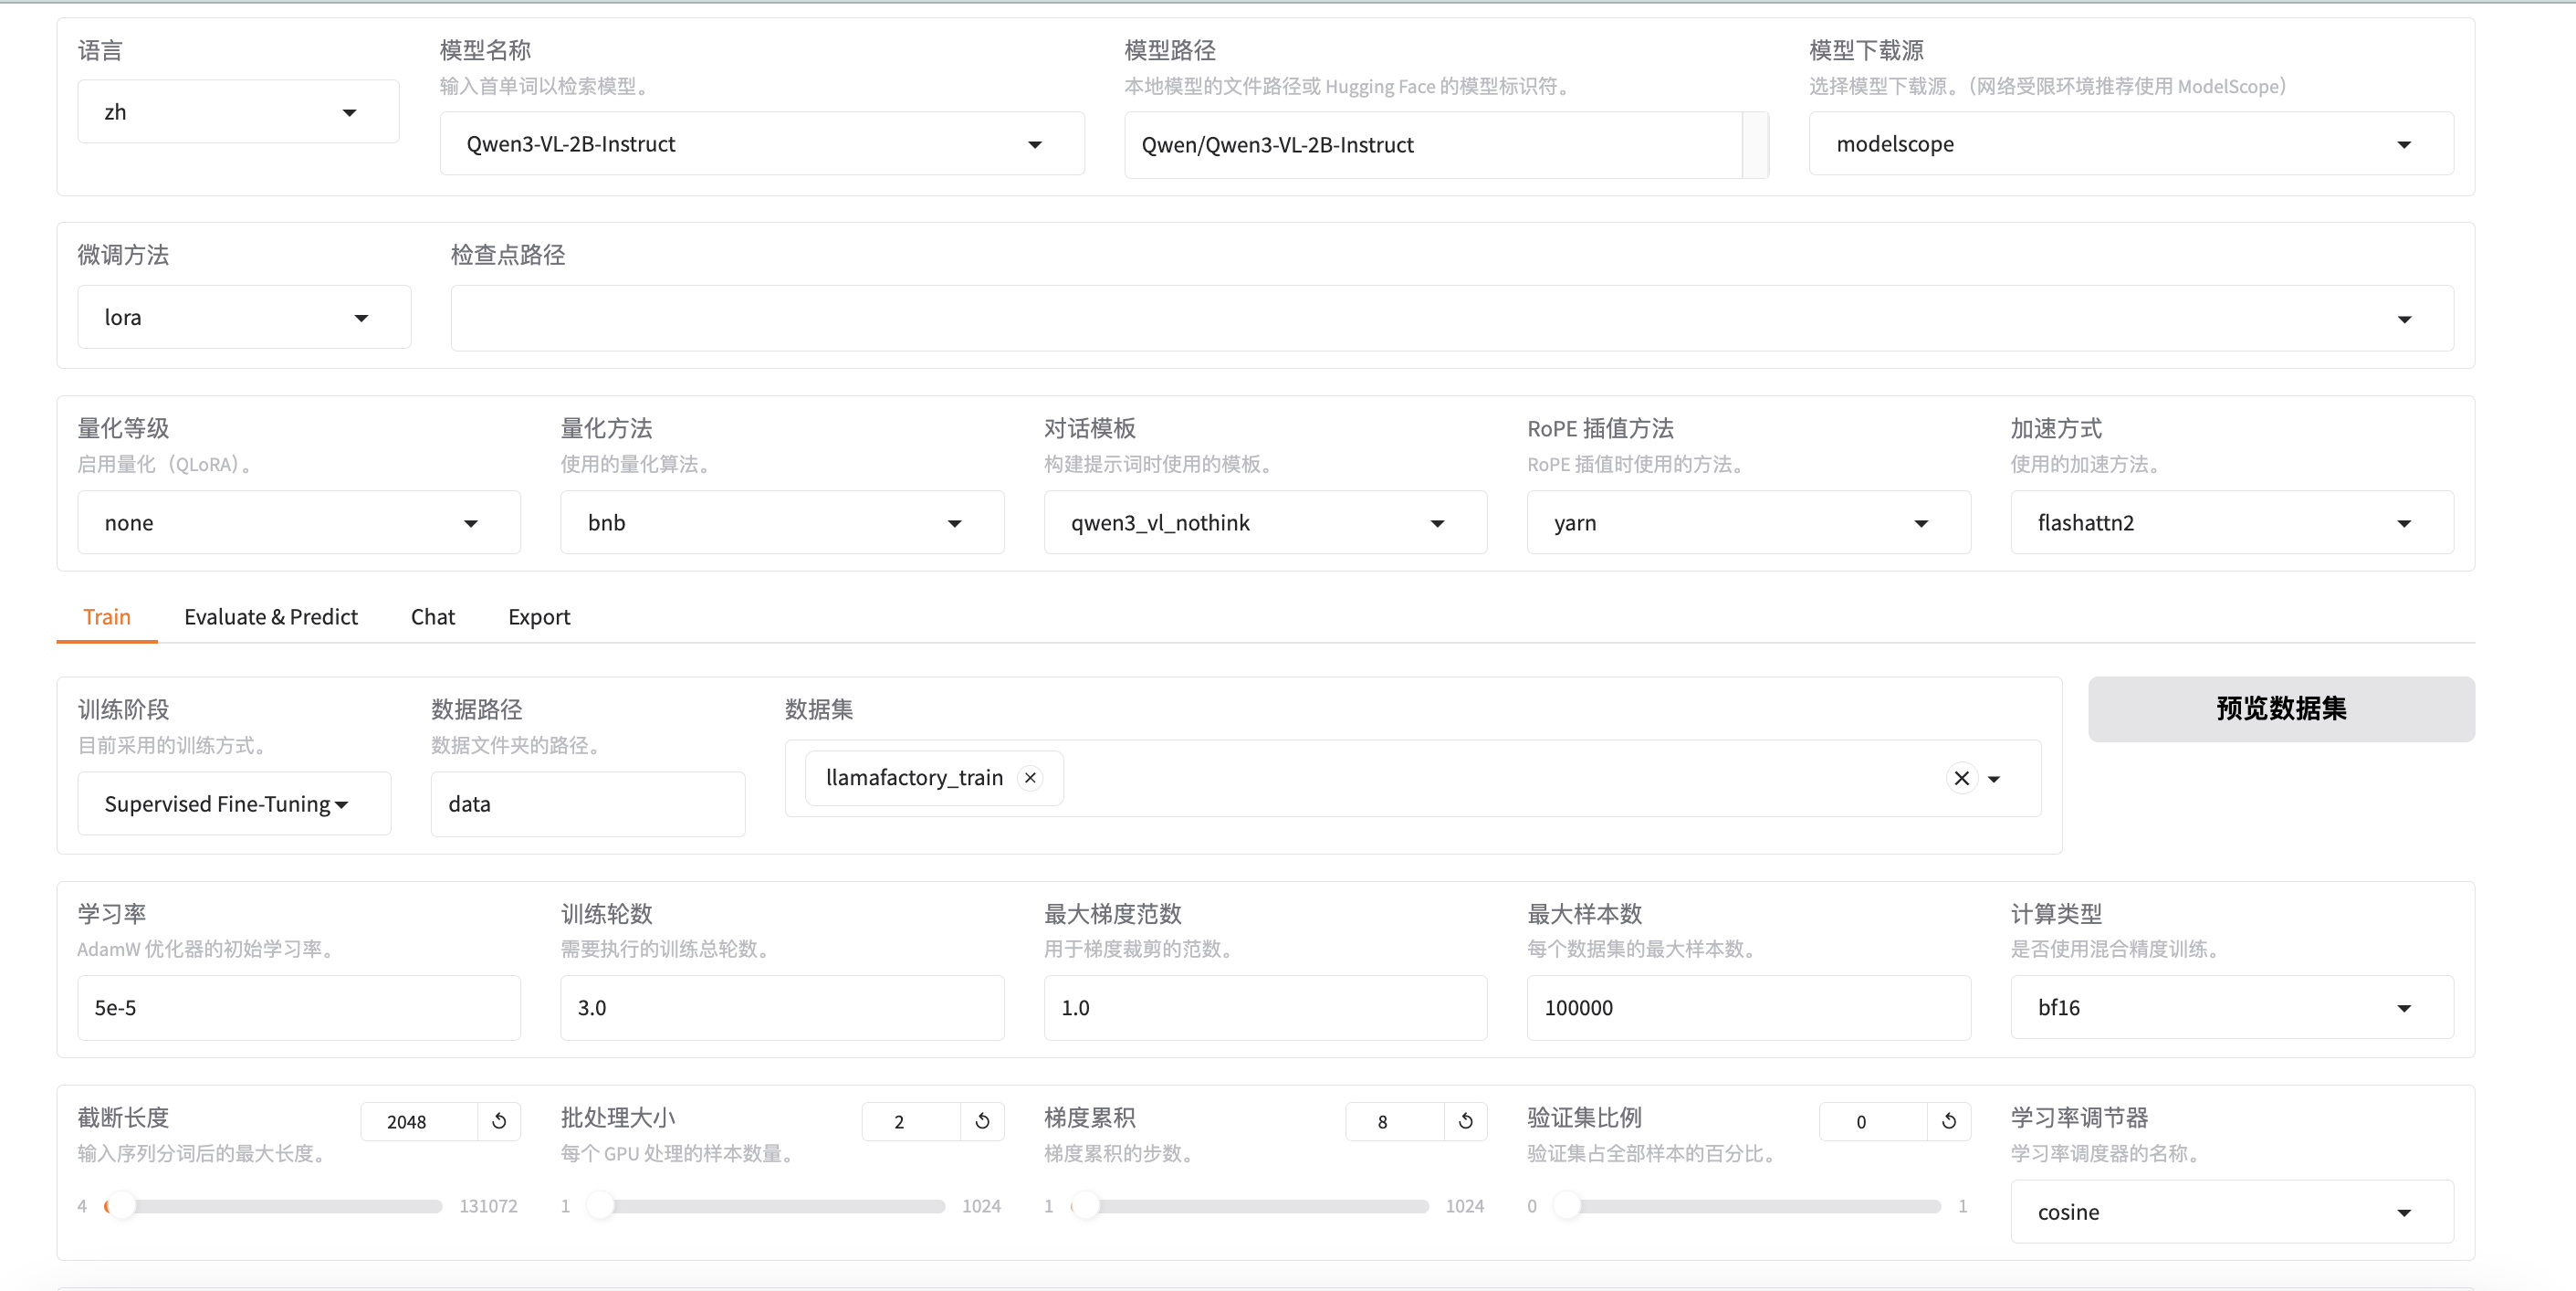 语言
zh
模型名称
输入首单词以检索模型。
Qwen3-VL-2B-Instruct
模型路径
本地模型的文件路径或 Hugging Face 的模型标识符。
Qwen/Qwen3-VL-2B-Instruct
模型下载源
选择模型下载源。（网络受限环境推荐使用 ModelScope）
modelscope
微调方法
lora
检查点路径
量化等级
启用量化（QLoRA）。
none
量化方法
使用的量化算法。
bnb
对话模板
构建提示词时使用的模板。
qwen3_vl_nothink
RoPE 插值方法
RoPE 插值时使用的方法。
yarn
加速方式
使用的加速方法。
flashattn2
Train
Evaluate & Predict
Chat
Export
训练阶段
目前采用的训练方式。
Supervised Fine-Tuning
数据路径
数据文件夹的路径。
data
数据集
llamafactory_train
预览数据集
学习率
AdamW 优化器的初始学习率。
5e-5
训练轮数
需要执行的训练总轮数。
3.0
最大梯度范数
用于梯度裁剪的范数。
1.0
最大样本数
每个数据集的最大样本数。
100000
计算类型
是否使用混合精度训练。
bf16
截断长度
2048
输入序列分词后的最大长度。
4
131072
批处理大小
2
每个 GPU 处理的样本数量。
1
1024
梯度累积
8
梯度累积的步数。
1
1024
验证集比例
0
验证集占全部样本的百分比。
0
1
学习率调节器
学习率调度器的名称。
cosine